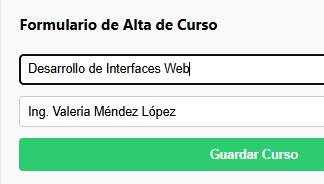 Formulario de Alta de Curso
Desarrollo de Interfaces Web
Ing. Valeria Méndez López
Guardar Curso